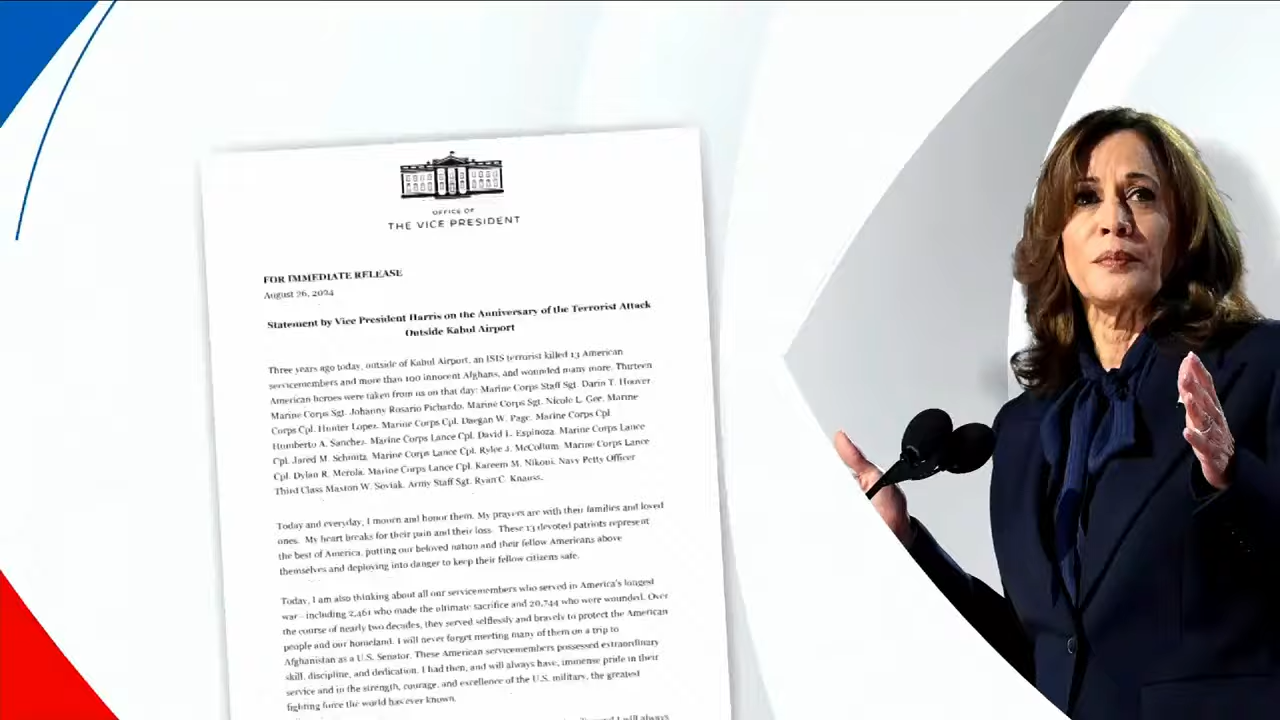 OFFICE OF
THE VICE PRESIDENT
FOR IMMEDIATE RELEASE
August 26, 2024
Statement by Vice President Harris on the Anniversary of the Terrorist Attack
Outside Kabul Airport
Three years ago today, outside of Kabul Airport, an ISIS terrorist killed 13 American
servicemembers and more than 100 innocent Afghans, and wounded many more. Thirteen
American heroes were taken from us on that day: Marine Corps Staff Sgt. Darin T. Hoover
Marine Corps Sgt. Johanny Rosario Pichardo, Marine Corps Sgt. Nicole L. Gee, Marine
Corps Cpl. Hunter Lopez, Marine Corps Cpl. Daegan W. Page, Marine Corps Cpl.
Humberto A. Sanchez, Marine Corps Lance Cpl. David L. Espinoza, Marine Corps Lance
Cpl. Jared M. Schmitz, Marine Corps Lance Cpl. Rylee J. McCollum, Marine Corps Lance
Cpl. Dylan R. Merola, Marine Corps Lance Cpl. Kareem M. Nikoui, Navy Petty Officer
Third Class Maxton W. Soviak, Army Staff Sgt. Ryan C. Knauss.
Today and everyday, I mourn and honor them. My prayers are with their families and loved
ones. My heart breaks for their pain and their loss. These 13 devoted patriots represent
the best of America, putting our beloved nation and their fellow Americans above
themselves and deploying into danger to keep their fellow citizens safe.
Today, I am also thinking about all our servicemembers who served in America's longest
war - including 2,461 who made the ultimate sacrifice and 20,744 who were wounded. Over
the course of nearly two decades, they served selflessly and bravely to protect the American
people and our homeland. I will never forget meeting many of them on a trip to
Afghanistan as a U.S. Senator. These American servicemembers possessed extraordinary
skill, discipline, and dedication. I had then, and will always have, immense pride in their
service and in the strength, courage, and excellence of the U.S. military, the greatest
fighting force the world has ever known.
I will always